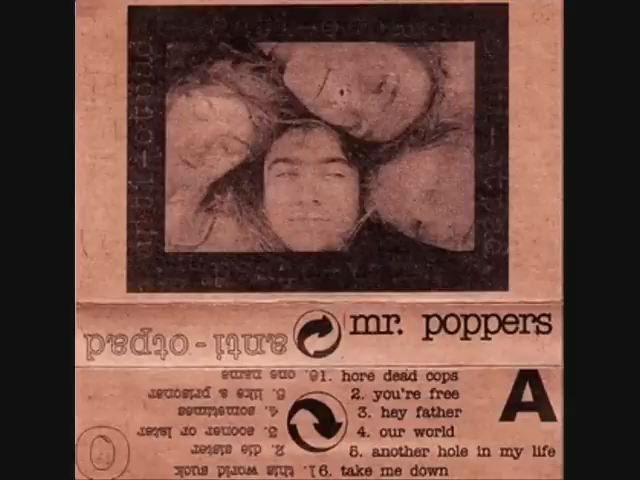 anti-otpad
mr. poppers
A
1. hore dead cops
2. you're free
3. hey father
4. our world
5. another hole in my life
6. take me down
anti-otpad
1. this world suck
2. die sister
3. sooner or later
4. sometimes
5. like a prisoner
6. one name
O